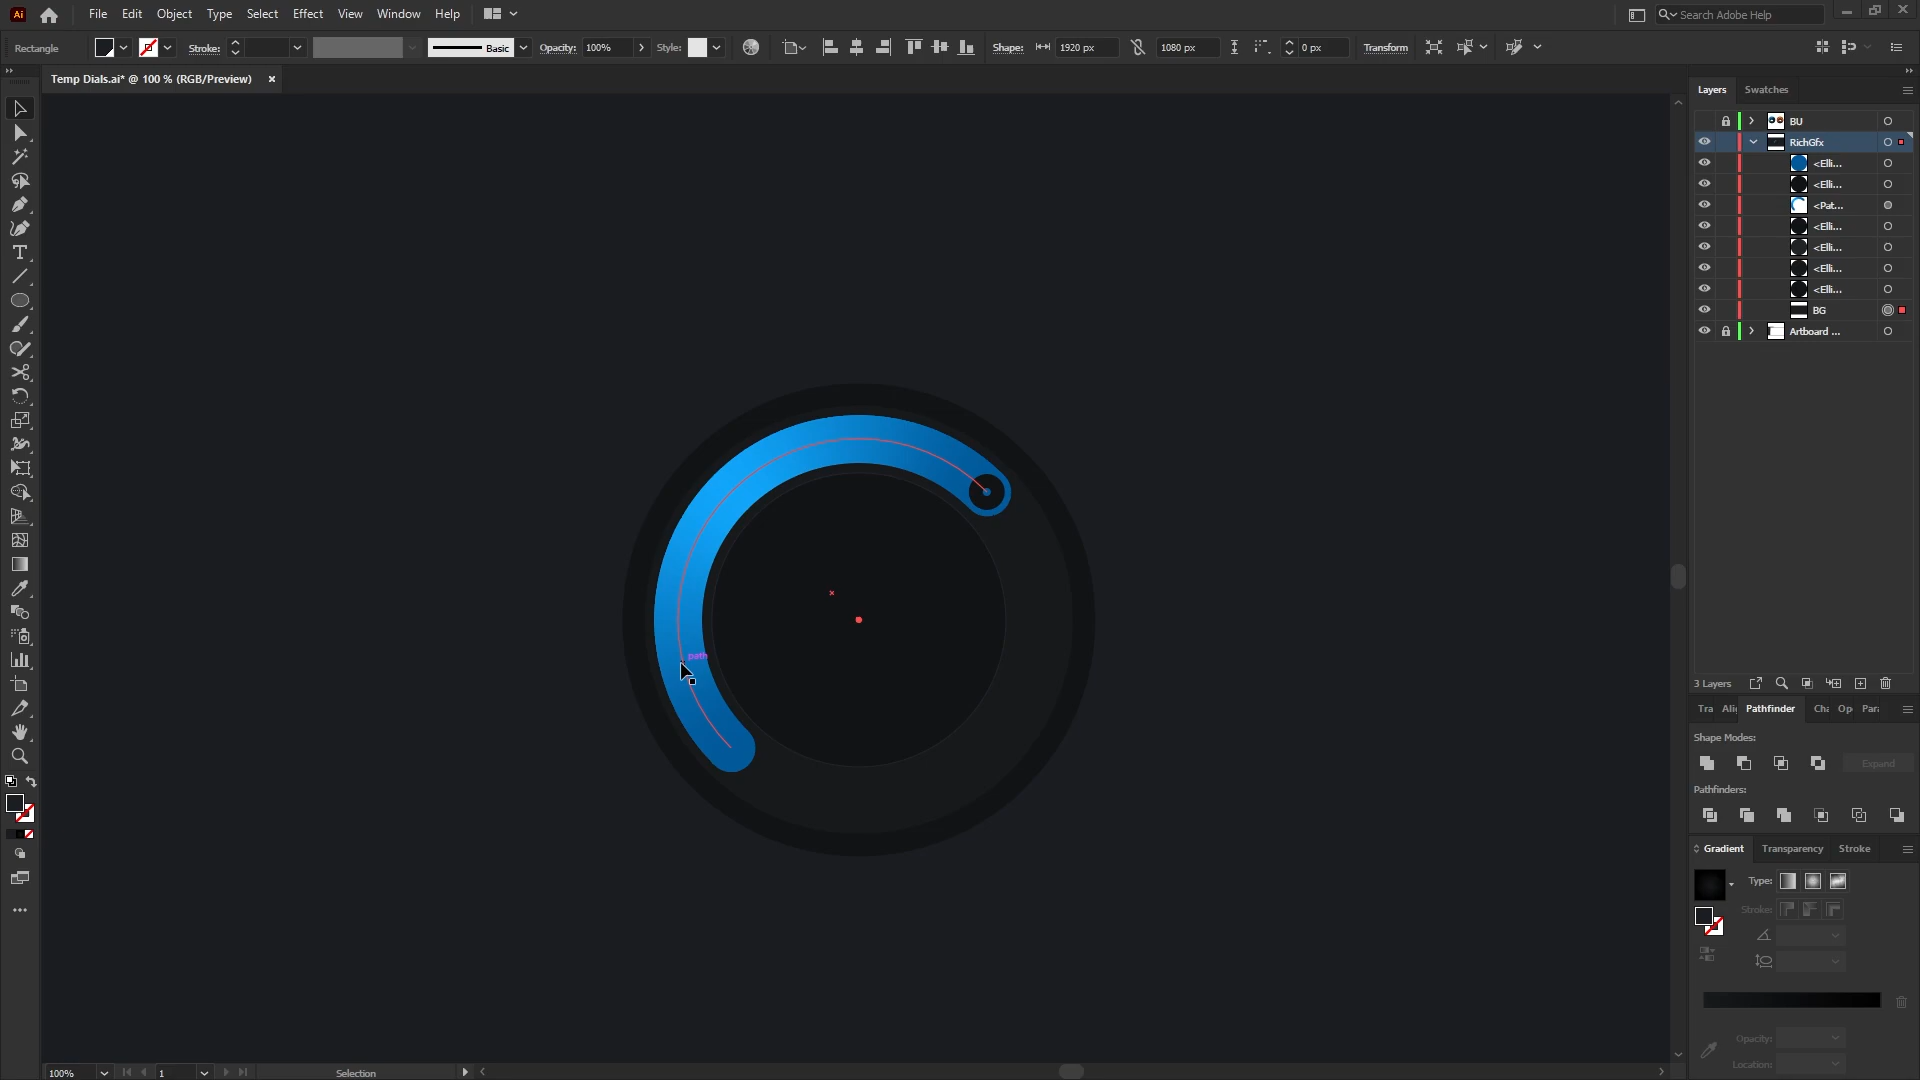 Ai File Edit Object Type Select Effect View Window Help Search Adobe Help
Rectangle Stroke: Basic Opacity: 100% Style: Shape: 1920 px 1080 px 0 px Transform
Temp Dials.ai* @ 100 % (RGB/Preview) ×
Layers Swatches
BU
RichGfx
<Elli...
<Elli...
<Pat...
<Elli...
<Elli...
<Elli...
<Elli...
BG
Artboard ...
path
3 Layers
Tra Ali Pathfinder Cha Op Para
Shape Modes:
Expand
Pathfinders:
Gradient Transparency Stroke
Type:
Stroke:
Opacity:
Location:
100% 1 Selection